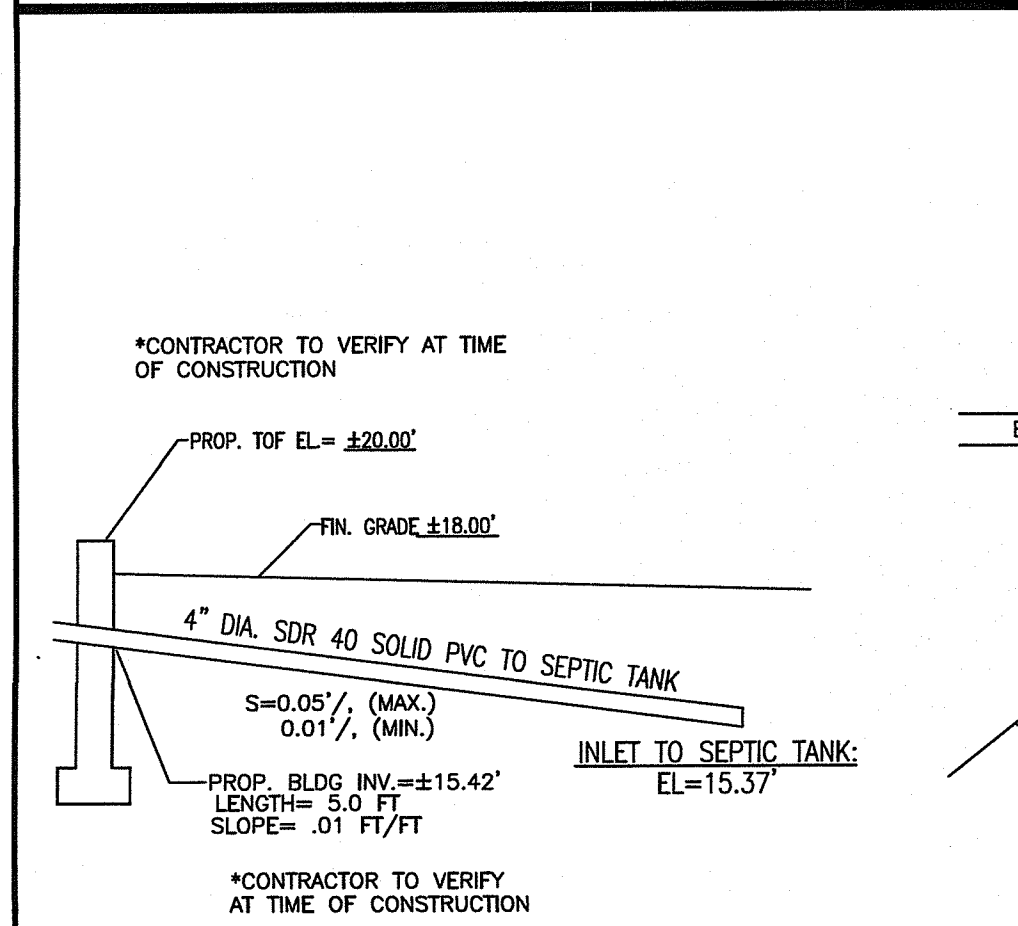 *CONTRACTOR TO VERIFY AT TIME
OF CONSTRUCTION
PROP. TOF EL= ±20.00'
FIN. GRADE ±18.00'
4" DIA. SDR 40 SOLID PVC TO SEPTIC TANK
S=0.05'/, (MAX.)
0.01'/, (MIN.)
INLET TO SEPTIC TANK:
EL=15.37'
PROP. BLDG INV.=±15.42'
LENGTH= 5.0 FT
SLOPE= .01 FT/FT
*CONTRACTOR TO VERIFY
AT TIME OF CONSTRUCTION